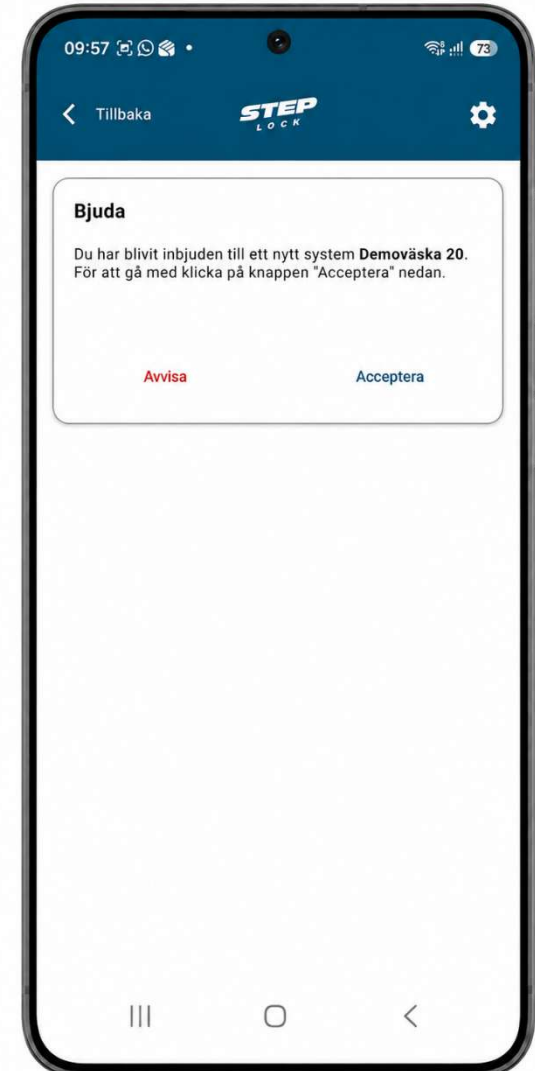 09:57
73
Tillbaka
STEP
LOCK
Bjuda
Du har blivit inbjuden till ett nytt system Demoväska 20.
För att gå med klicka på knappen "Acceptera" nedan.
Avvisa
Acceptera